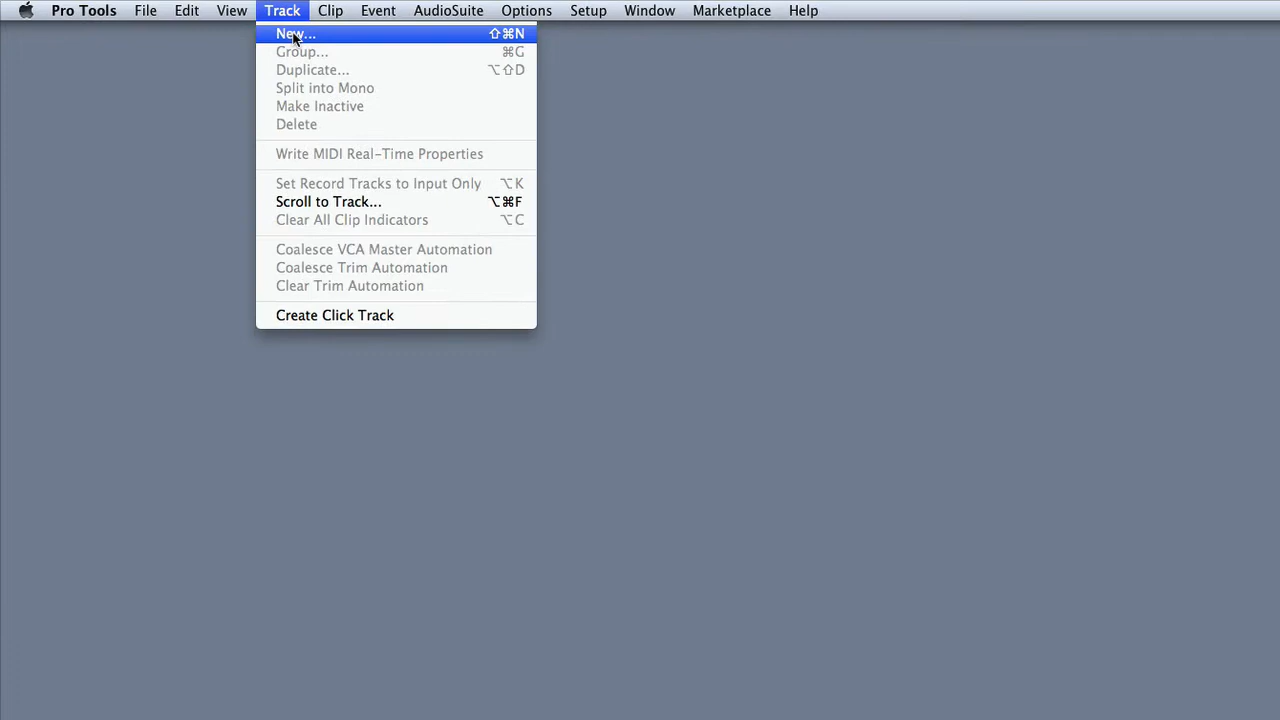 Pro Tools File Edit View Track Clip Event AudioSuite Options Setup Window Marketplace Help
New... ⇧⌘N
Group... ⌘G
Duplicate... ⌥⇧D
Split into Mono
Make Inactive
Delete
Write MIDI Real-Time Properties
Set Record Tracks to Input Only ⌥K
Scroll to Track... ⌥⌘F
Clear All Clip Indicators ⌥C
Coalesce VCA Master Automation
Coalesce Trim Automation
Clear Trim Automation
Create Click Track